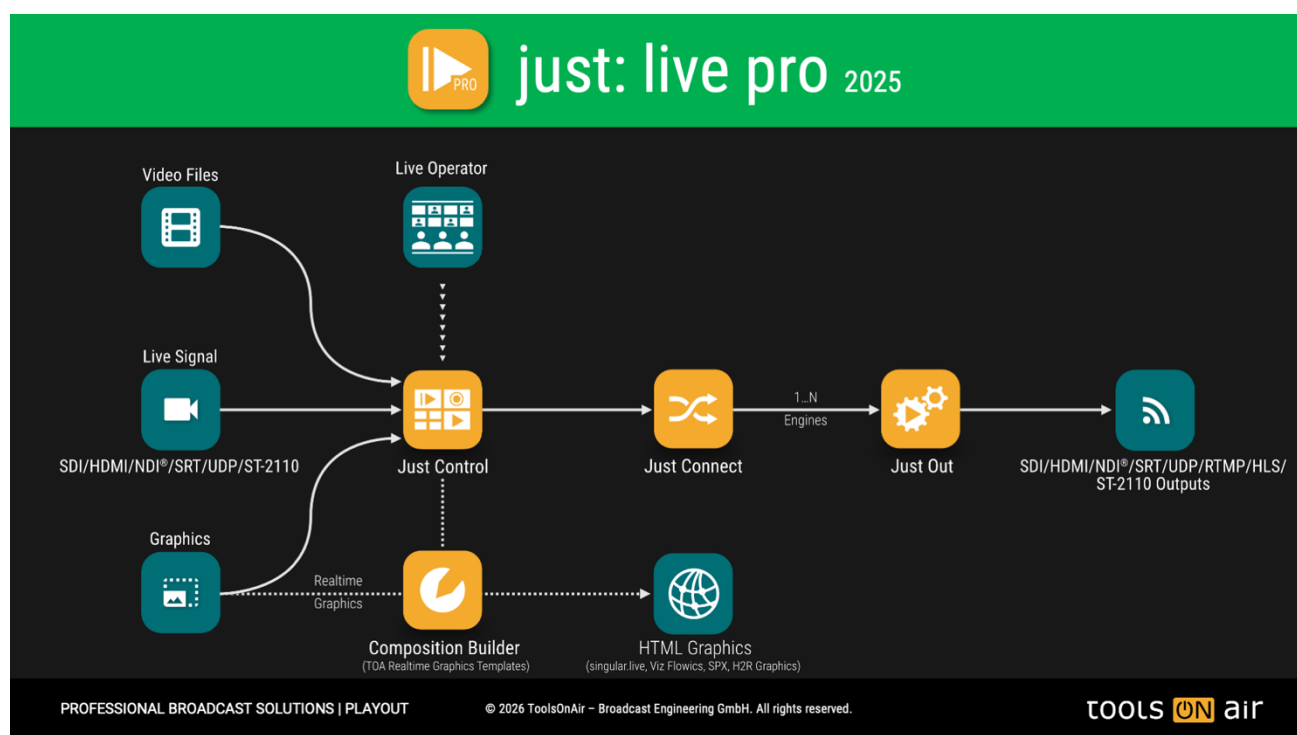 PRO
just: live pro 2025
Video Files
Live Operator
Live Signal
SDI/HDMI/NDI®/SRT/UDP/ST-2110
Just Control
Just Connect
1...N
Engines
Just Out
SDI/HDMI/NDI®/SRT/UDP/RTMP/HLS/
ST-2110 Outputs
Graphics
Realtime
Graphics
Composition Builder
(TOA Realtime Graphics Templates)
HTML Graphics
(singular.live, Viz Flowics, SPX, H2R Graphics)
PROFESSIONAL BROADCAST SOLUTIONS | PLAYOUT
© 2026 ToolsOnAir – Broadcast Engineering GmbH. All rights reserved.
TOOLS ON air